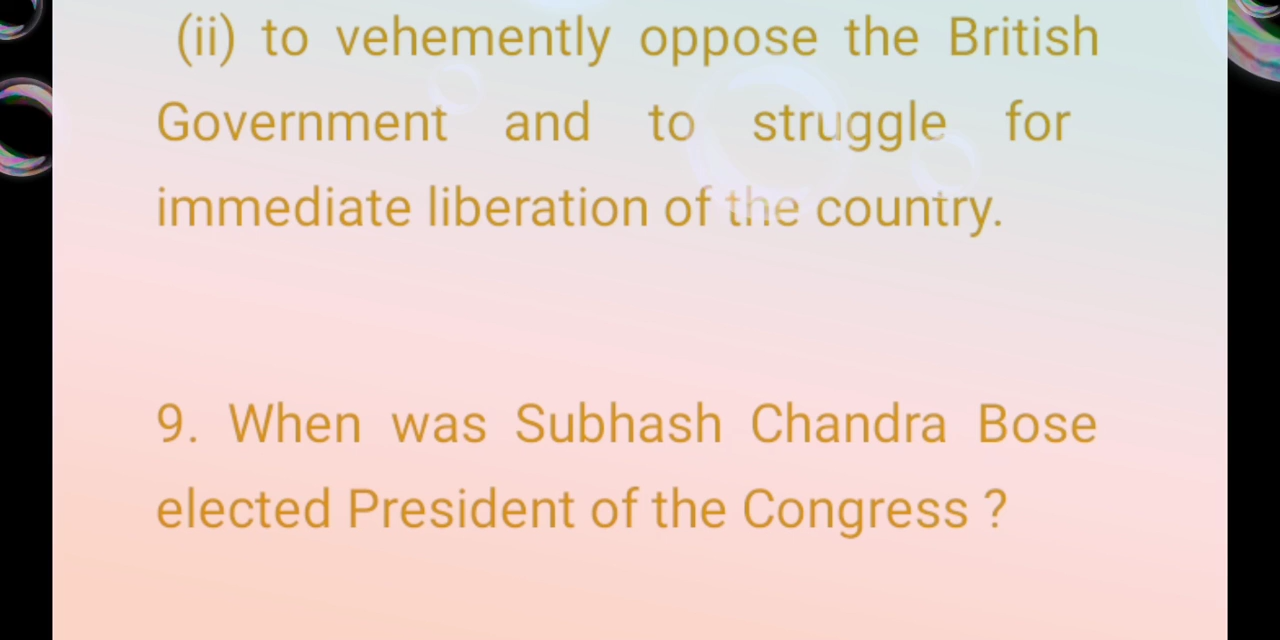 (ii) to vehemently oppose the British
Government and to struggle for
immediate liberation of the country.
9. When was Subhash Chandra Bose
elected President of the Congress ?